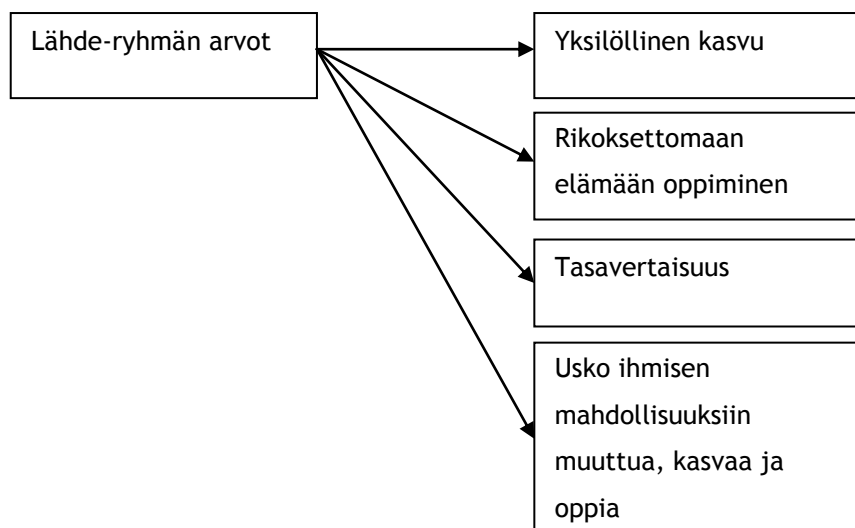 Lähde-ryhmän arvot
Yksilöllinen kasvu
Rikoksettomaan
elämään oppiminen
Tasavertaisuus
Usko ihmisen
mahdollisuuksiin
muuttua, kasvaa ja
oppia